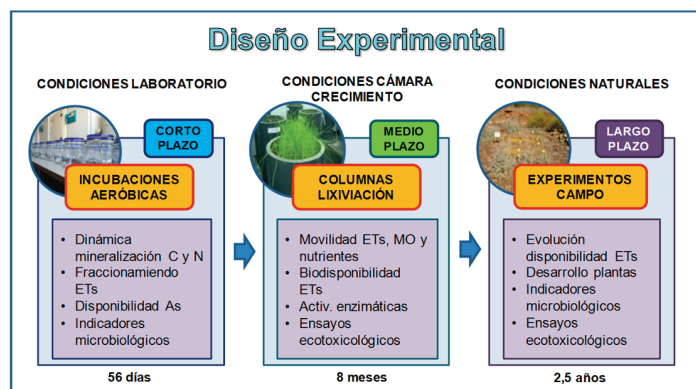 Diseño Experimental
CONDICIONES LABORATORIO
CORTO
PLAZO
INCUBACIONES
AERÓBICAS
• Dinámica
mineralización C y N
• Fraccionamiendo
ETs
• Disponibilidad As
• Indicadores
microbiológicos
56 días
CONDICIONES CÁMARA
CRECIMIENTO
MEDIO
PLAZO
COLUMNAS
LIXIVIACIÓN
• Movilidad ETs, MO y
nutrientes
• Biodisponibilidad
ETs
• Activ. enzimáticas
• Ensayos
ecotoxicológicos
8 meses
CONDICIONES NATURALES
LARGO
PLAZO
EXPERIMENTOS
CAMPO
• Evolución
disponibilidad ETs
• Desarrollo plantas
• Indicadores
microbiológicos
• Ensayos
ecotoxicológicos
2,5 años